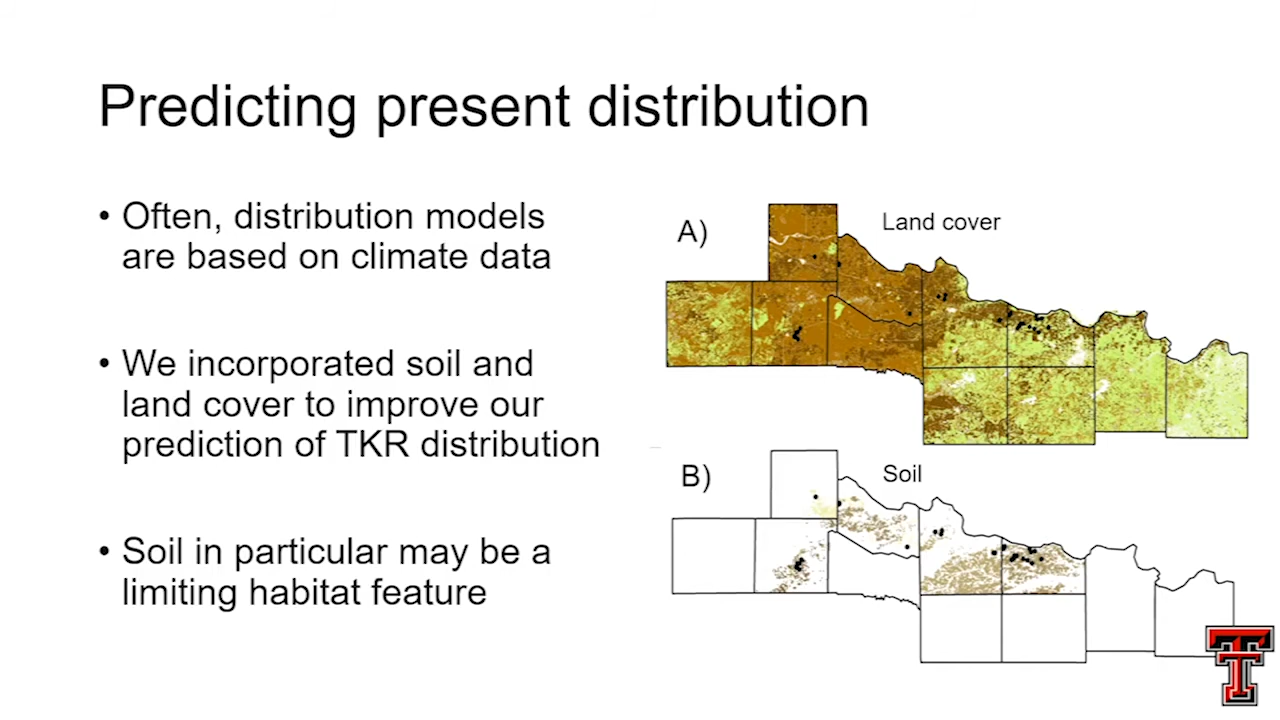 Predicting present distribution
• Often, distribution models
are based on climate data
• We incorporated soil and
land cover to improve our
prediction of TKR distribution
• Soil in particular may be a
limiting habitat feature
A)
Land cover
B)
Soil
T